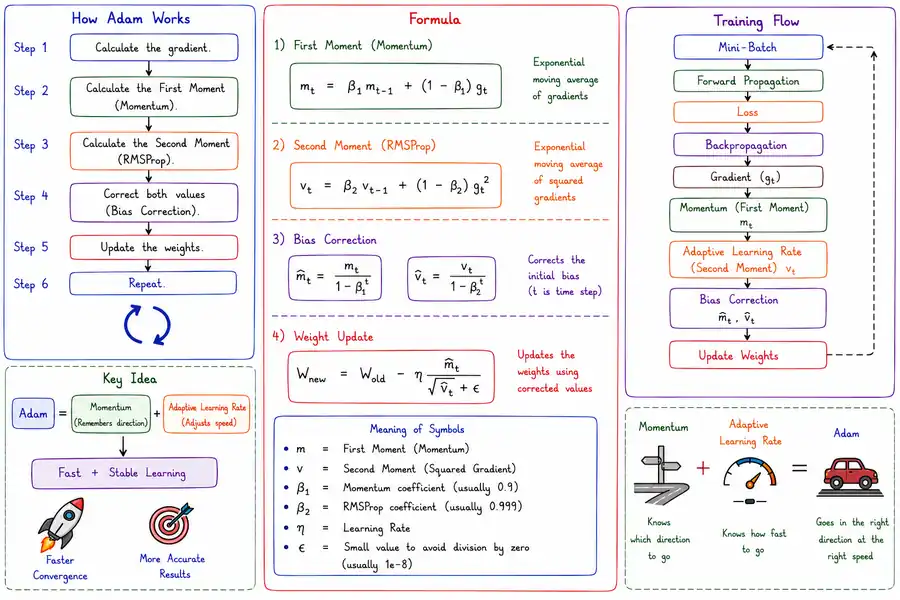 How Adam Works
Step 1
Calculate the gradient.
Step 2
Calculate the First Moment
(Momentum).
Step 3
Calculate the Second Moment
(RMSProp).
Step 4
Correct both values
(Bias Correction).
Step 5
Update the weights.
Step 6
Repeat.
Key Idea
Adam = Momentum (Remembers direction) + Adaptive Learning Rate (Adjusts speed)
Fast + Stable Learning
Faster
Convergence
More Accurate
Results
Formula
1) First Moment (Momentum)
m_t = β_1 m_{t-1} + (1 - β_1) g_t
Exponential
moving average
of gradients
2) Second Moment (RMSProp)
v_t = β_2 v_{t-1} + (1 - β_2) g_t^2
Exponential
moving average
of squared
gradients
3) Bias Correction
m̂_t = m_t / (1 - β_1^t)
v̂_t = v_t / (1 - β_2^t)
Corrects the
initial bias
(t is time step)
4) Weight Update
W_new = W_old - η m̂_t / (√v̂_t + ϵ)
Updates the
weights using
corrected values
Meaning of Symbols
• m = First Moment (Momentum)
• v = Second Moment (Squared Gradient)
• β_1 = Momentum coefficient (usually 0.9)
• β_2 = RMSProp coefficient (usually 0.999)
• η = Learning Rate
• ϵ = Small value to avoid division by zero
(usually 1e-8)
Training Flow
Mini-Batch
Forward Propagation
Loss
Backpropagation
Gradient (g_t)
Momentum (First Moment)
m_t
Adaptive Learning Rate
(Second Moment) v_t
Bias Correction
m̂_t , v̂_t
Update Weights
Momentum
+
Adaptive
Learning Rate
=
Adam
Knows
which direction
to go
Knows how fast
to go
Goes in the right
direction at the
right speed